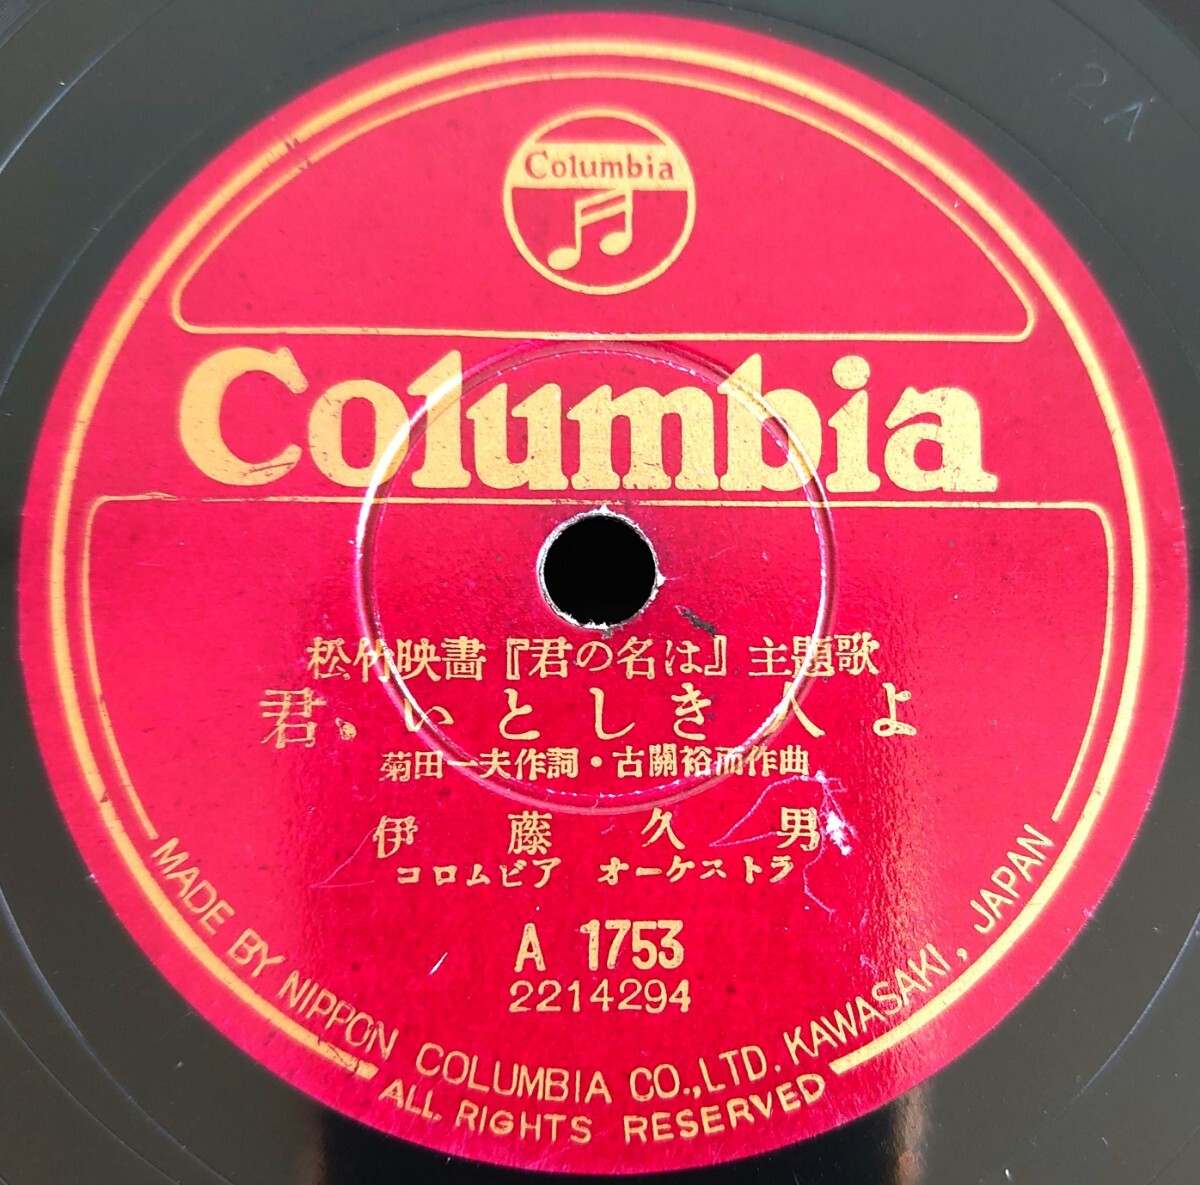 2A
Columbia
Columbia
松竹映畵『君の名は』主題歌
君、いとしき人よ
菊田一夫作詞・古關裕而作曲
伊藤久男
コロムビア オーケストラ
A 1753
2214294
MADE BY NIPPON COLUMBIA CO.,LTD. KAWASAKI, JAPAN
ALL RIGHTS RESERVED